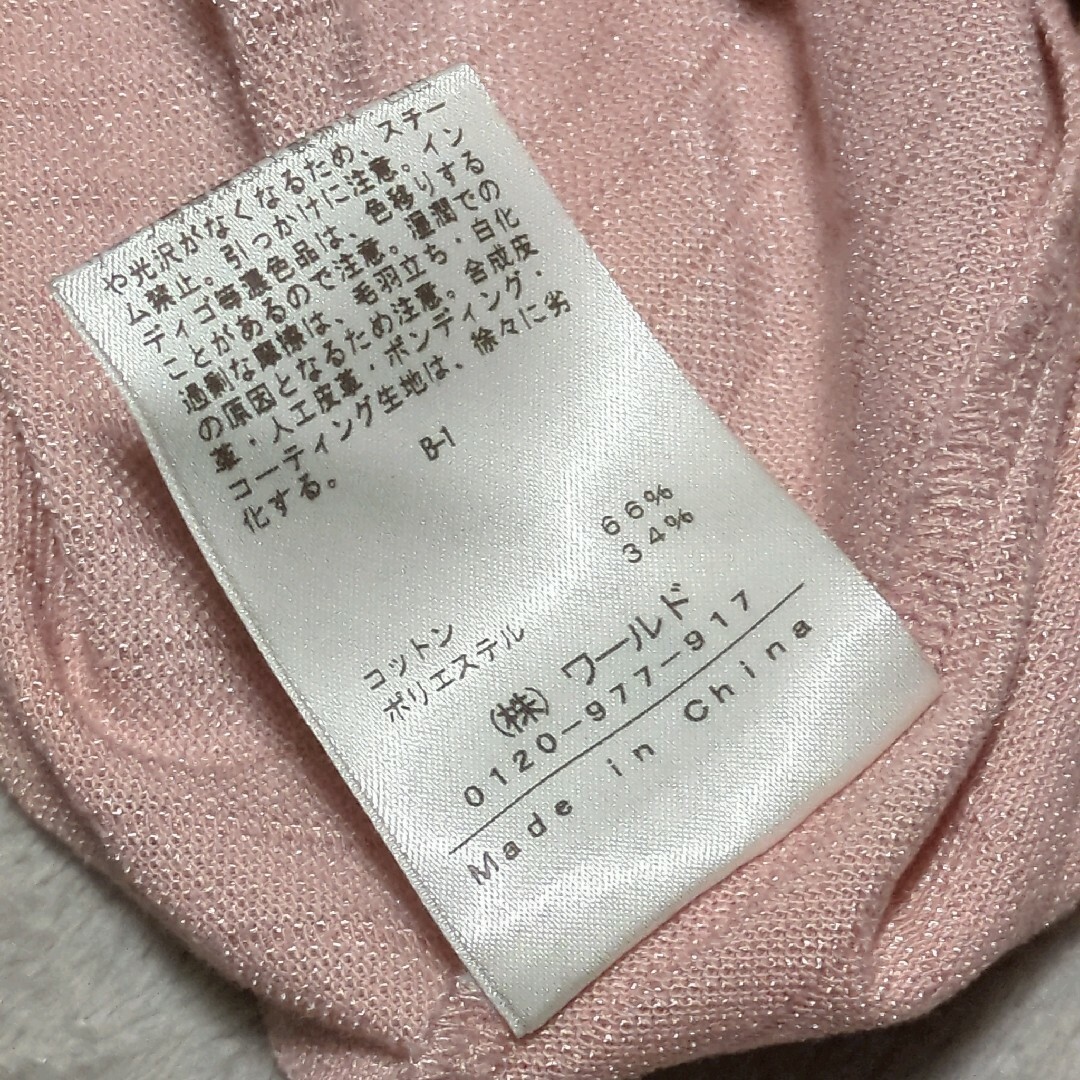 や光沢がなくなるため、スチー
ム禁止。引っかけに注意。イン
ディゴ等濃色品は、色移りする
ことがあるので注意。湿潤での
過剰な摩擦は、毛羽立ち・白化
の原因となるため注意。合成皮
革・人工皮革・ボンディング・
コーティング生地は、徐々に劣
化する。
B-1
コットン 66%
ポリエステル 34%
(株) ワールド
0120-977-917
Made in China